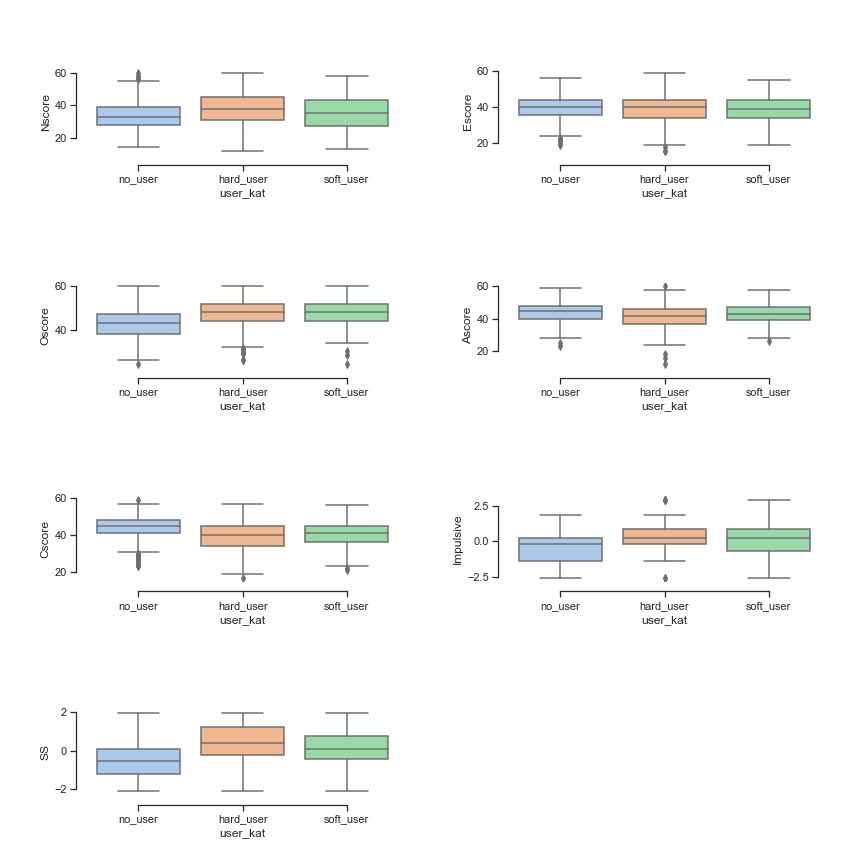 60
40
20
Nscore
no_user
hard_user
soft_user
user_kat
60
40
20
Escore
no_user
hard_user
soft_user
user_kat
60
40
Oscore
no_user
hard_user
soft_user
user_kat
60
40
20
Ascore
no_user
hard_user
soft_user
user_kat
60
40
20
Cscore
no_user
hard_user
soft_user
user_kat
2.5
0.0
−2.5
Impulsive
no_user
hard_user
soft_user
user_kat
2
0
−2
SS
no_user
hard_user
soft_user
user_kat